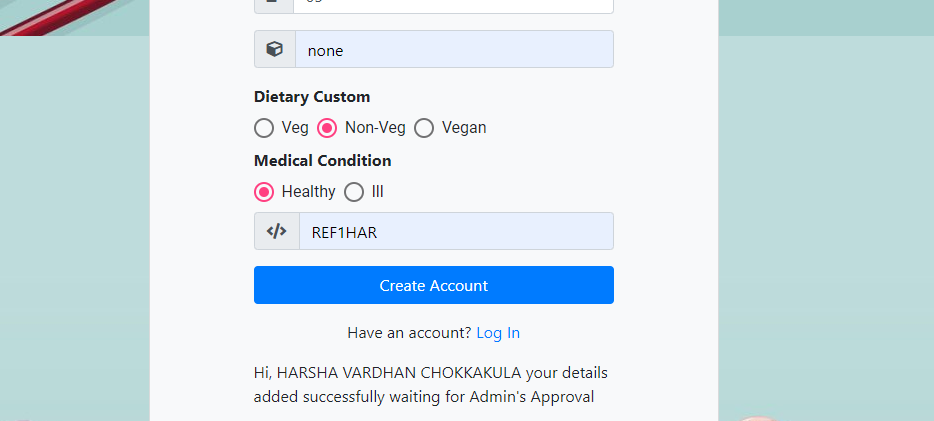 none
Dietary Custom
Veg Non-Veg Vegan
Medical Condition
Healthy Ill
REF1HAR
Create Account
Have an account? Log In
Hi, HARSHA VARDHAN CHOKKAKULA your details
added successfully waiting for Admin's Approval